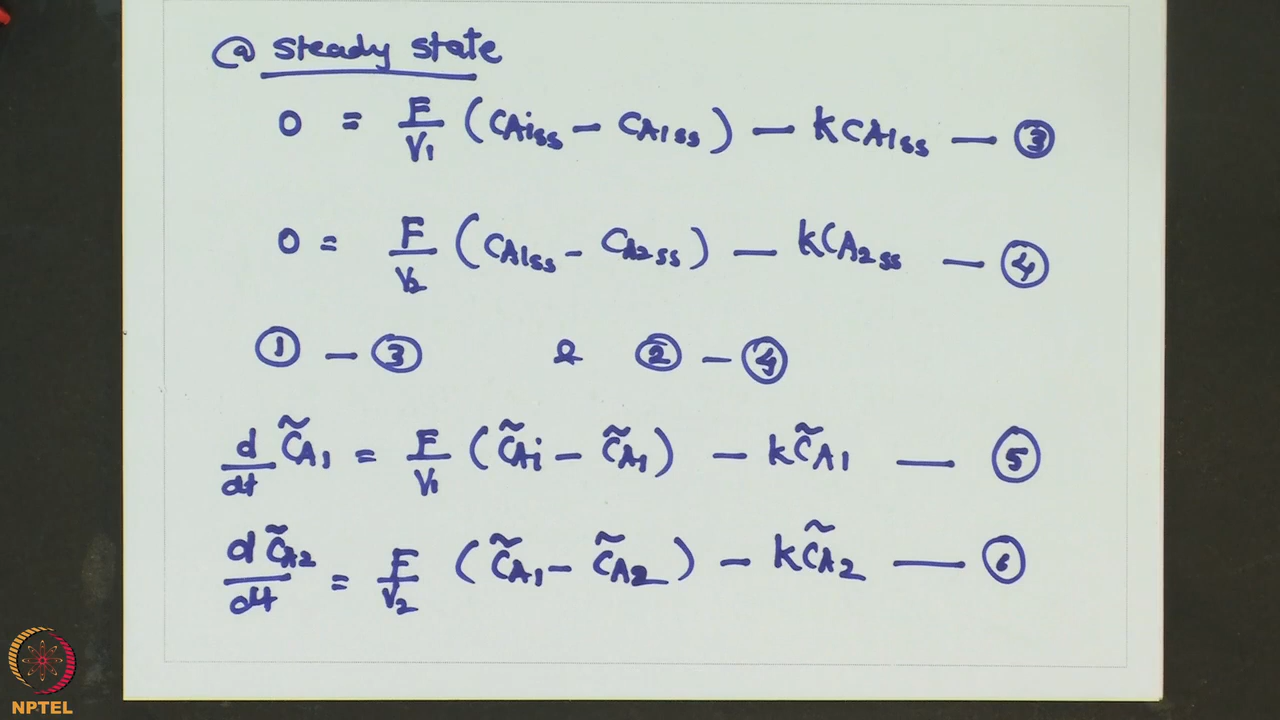 @ steady state
0 = F/V1 (CAiss − CA1ss) − kCA1ss — ③
0 = F/V2 (CA1ss − CA2ss) − kCA2ss — ④
① − ③ & ② − ④
d/dt C̃A1 = F/V1 (C̃Ai − C̃A1) − kC̃A1 — ⑤
dC̃A2/dt = F/V2 (C̃A1 − C̃A2) − kC̃A2 — ⑥
NPTEL